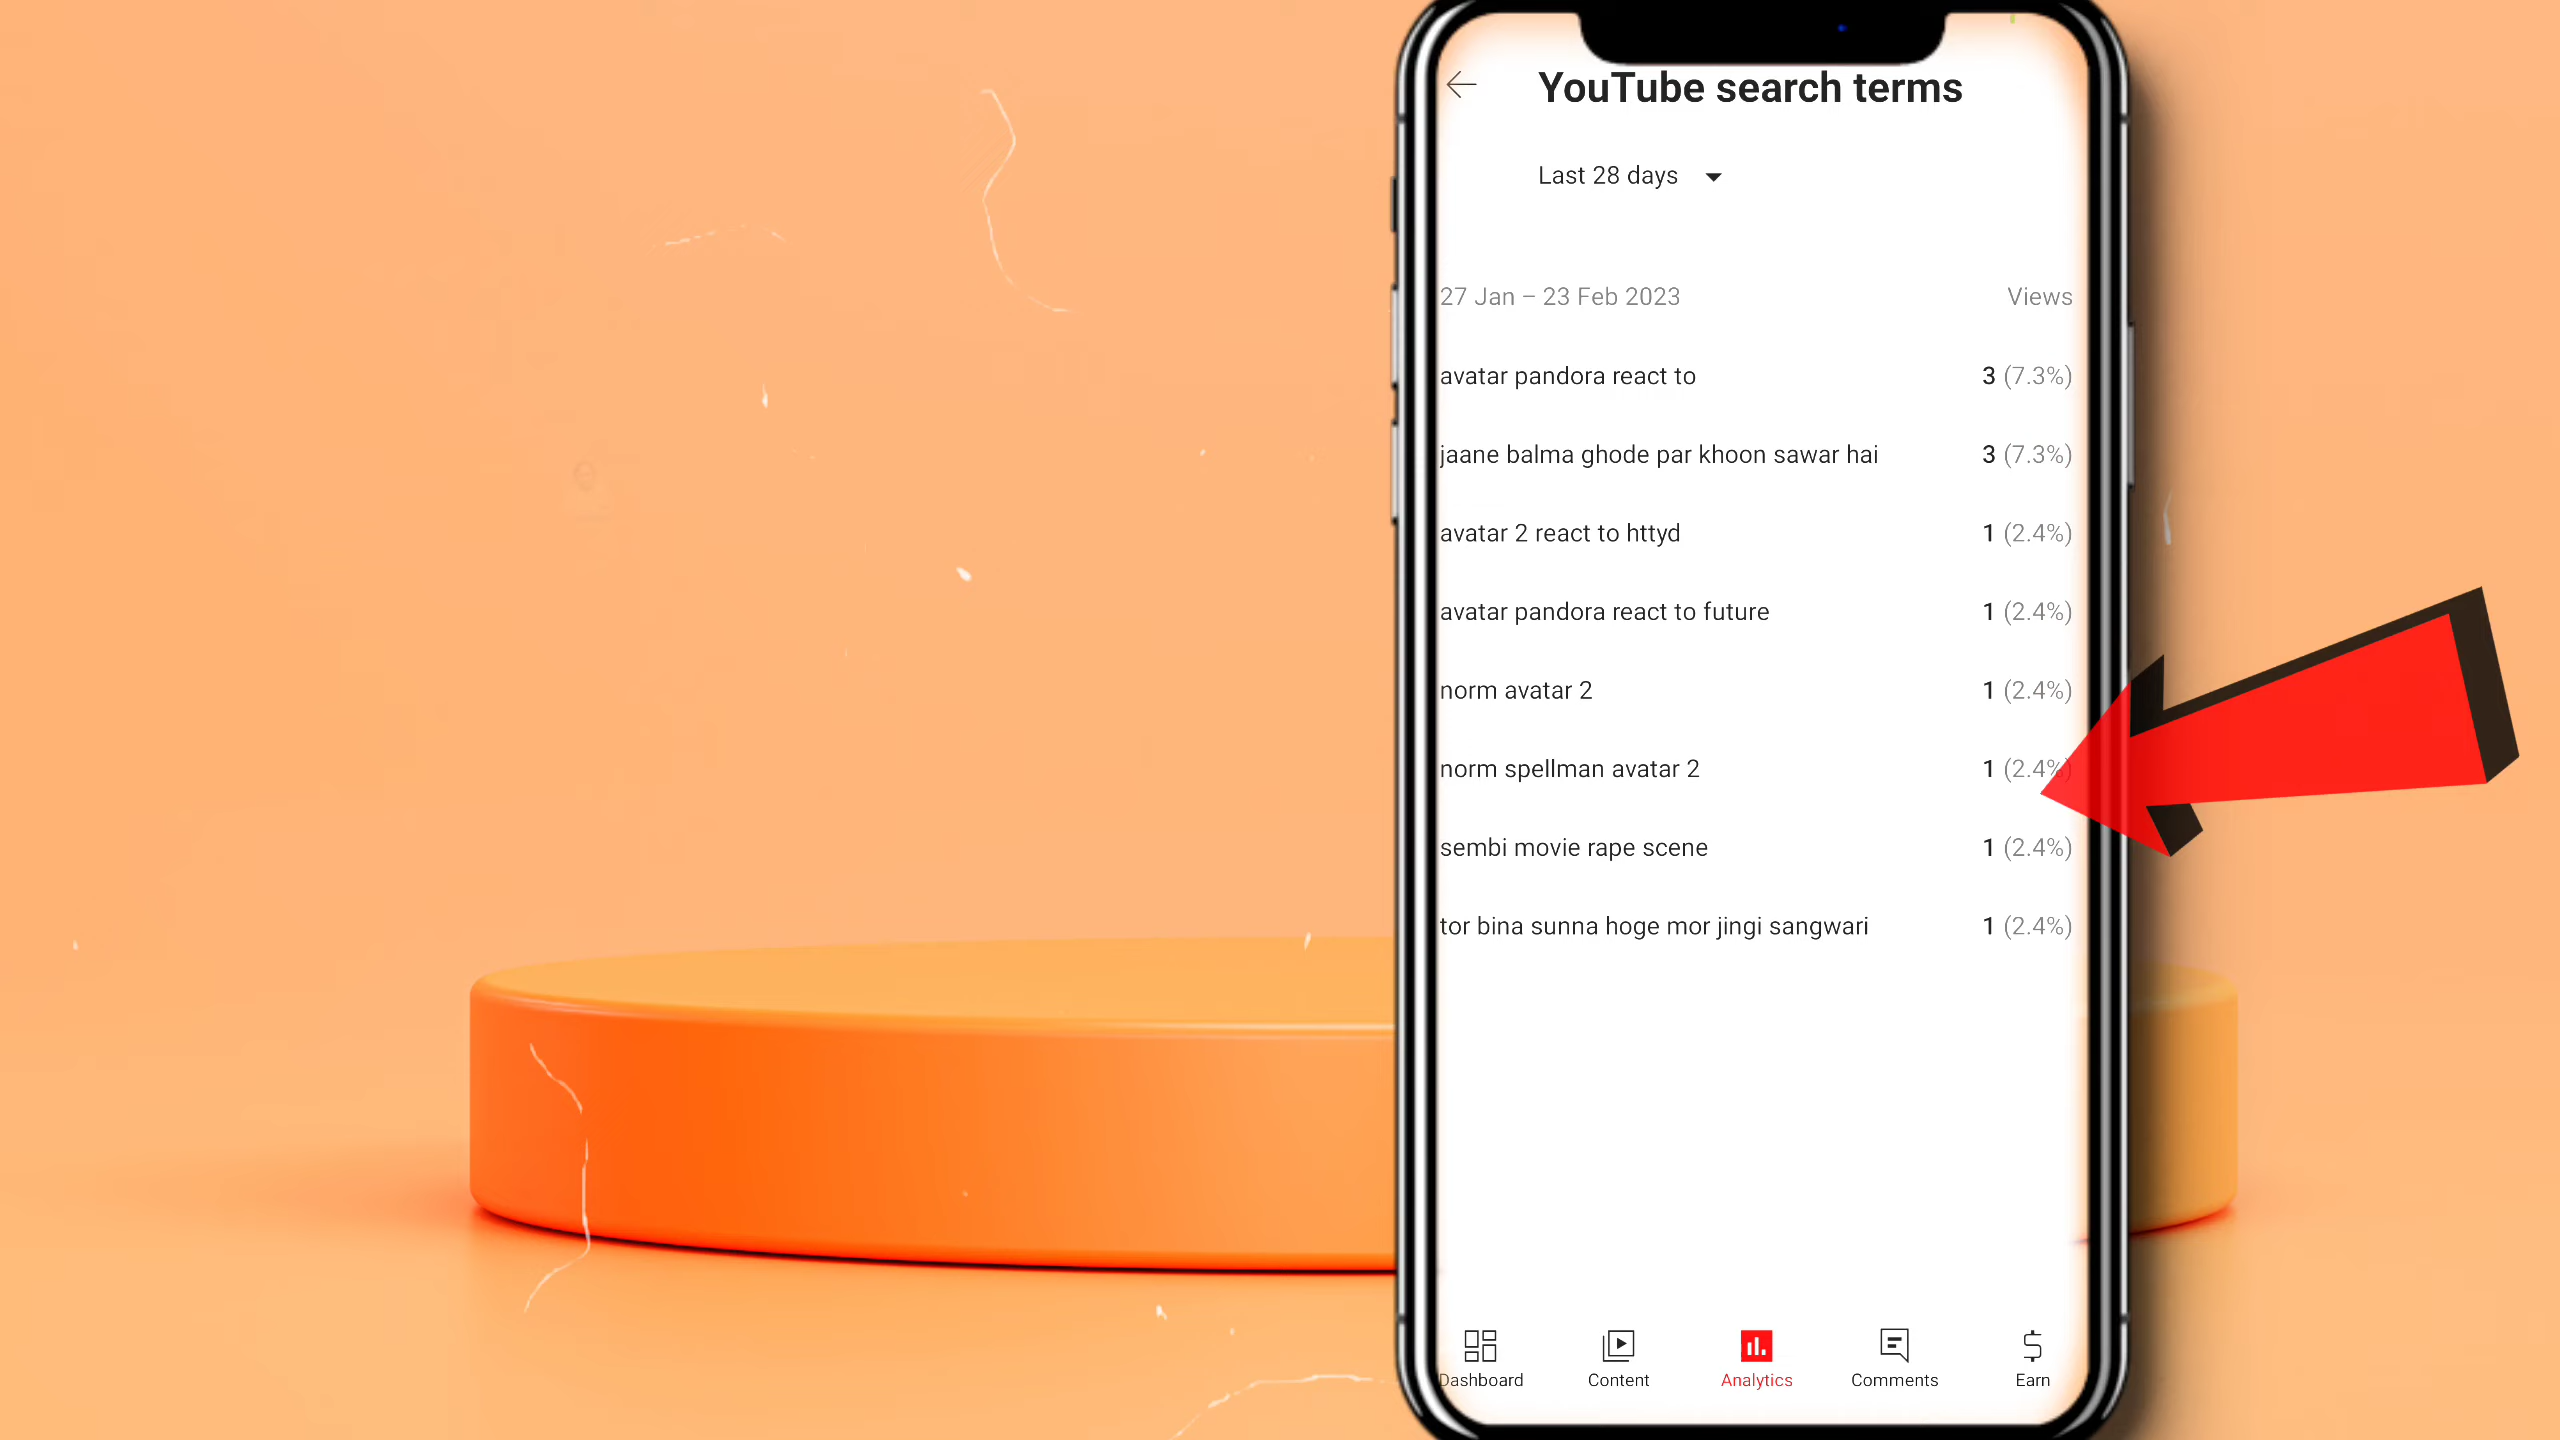 YouTube search terms
Last 28 days
27 Jan – 23 Feb 2023 Views
avatar pandora react to 3 (7.3%)
jaane balma ghode par khoon sawar hai 3 (7.3%)
avatar 2 react to httyd 1 (2.4%)
avatar pandora react to future 1 (2.4%)
norm avatar 2 1 (2.4%)
norm spellman avatar 2 1 (2.4%)
sembi movie rape scene 1 (2.4%)
tor bina sunna hoge mor jingi sangwari 1 (2.4%)
Dashboard Content Analytics Comments Earn